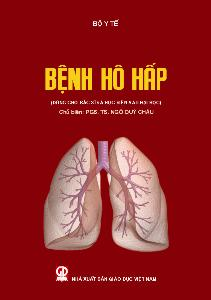 BỘ Y TẾ
BỆNH HÔ HẤP
(DÙNG CHO BÁC SĨ VÀ HỌC VIÊN SAU ĐẠI HỌC)
Chủ biên: PGS. TS. NGÔ QUÝ CHÂU
NHÀ XUẤT BẢN GIÁO DỤC VIỆT NAM